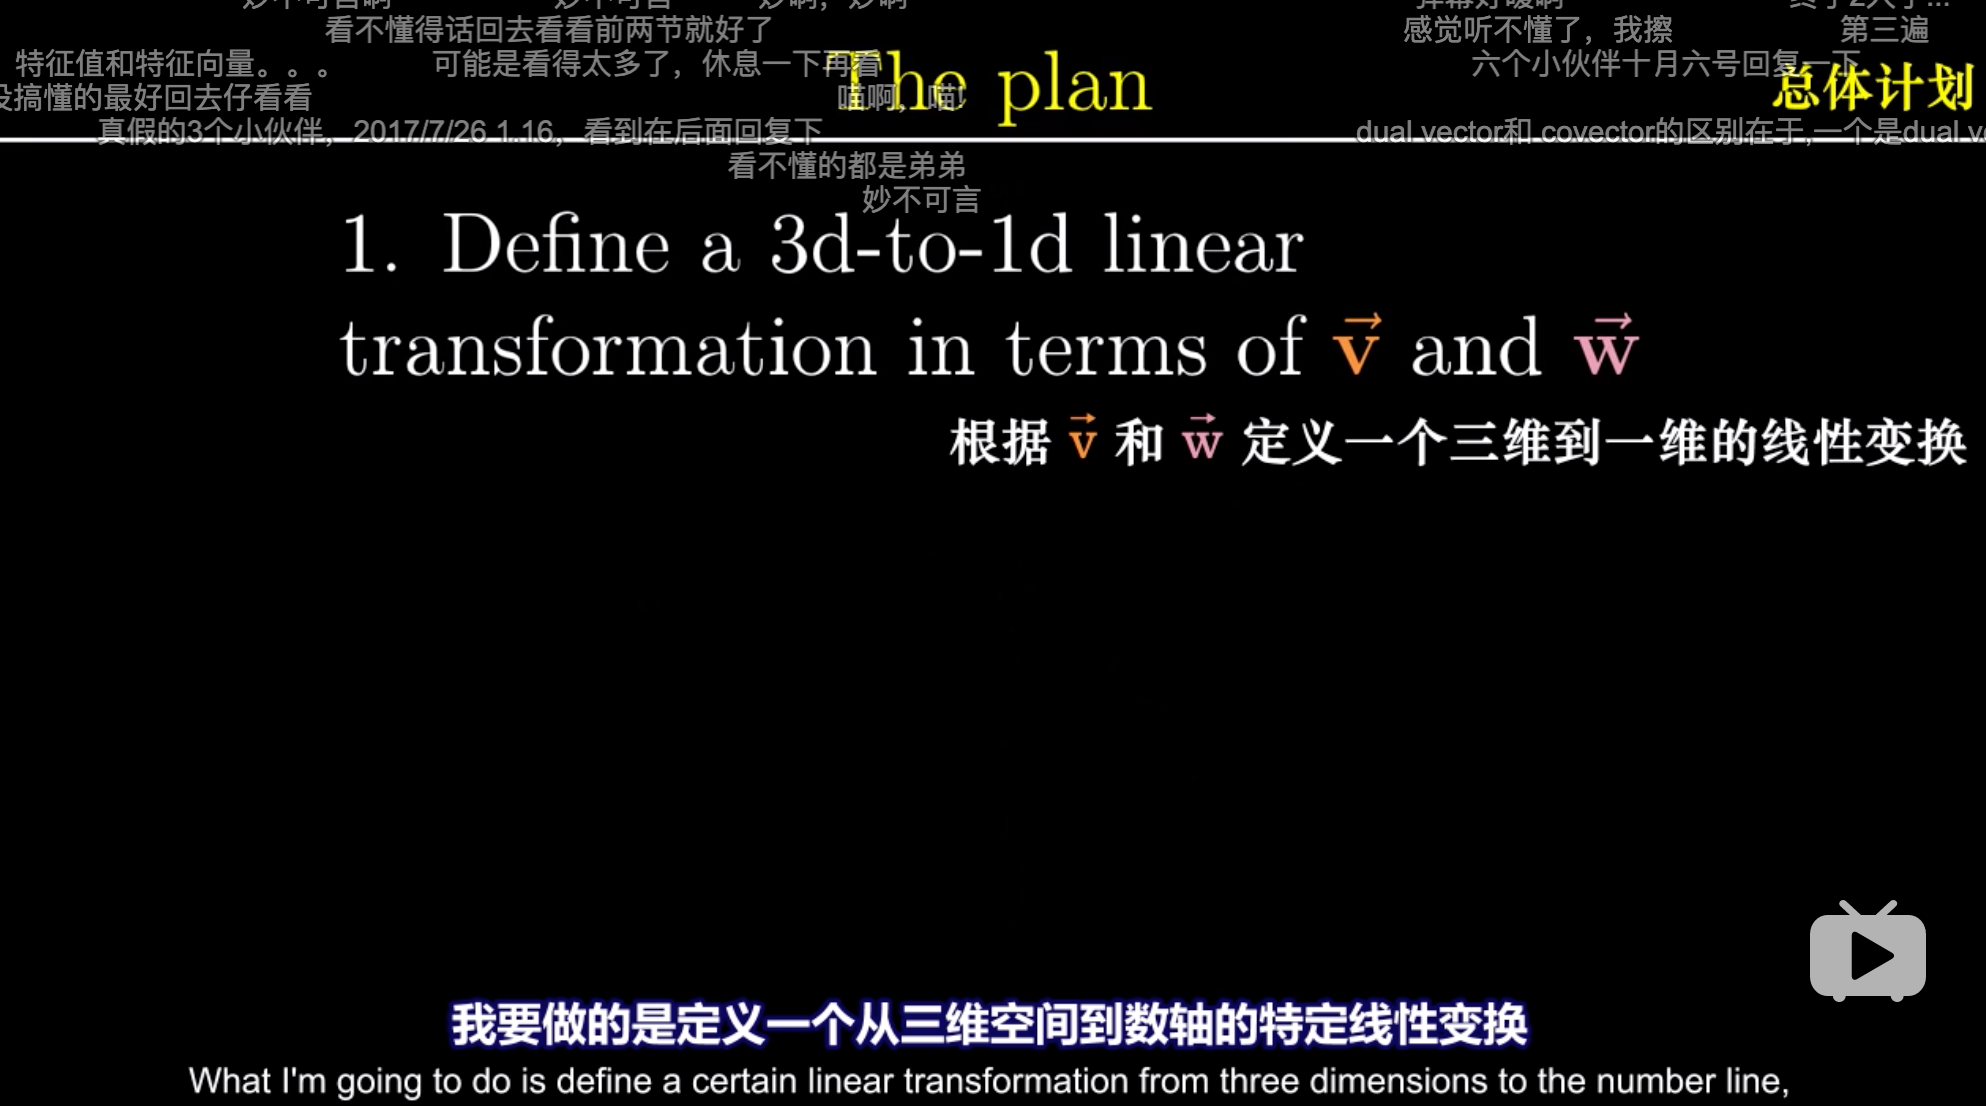 看不懂得话回去看看前两节就好了
感觉听不懂了，我擦
第三遍
特征值和特征向量。。。
可能是看得太多了，休息一下再看
The plan
六个小伙伴十月六号回复一下
总体计划
没搞懂的最好回去仔看看
喵啊，喵!
真假的3个小伙伴，2017/7/26 1.16，看到在后面回复下
dual vector和 covector的区别在于,一个是dual
看不懂的都是弟弟
妙不可言
1. Define a 3d-to-1d linear
transformation in terms of v⃗ and w⃗
根据 v⃗ 和 w⃗ 定义一个三维到一维的线性变换
我要做的是定义一个从三维空间到数轴的特定线性变换
What I'm going to do is define a certain linear transformation from three dimensions to the number line,